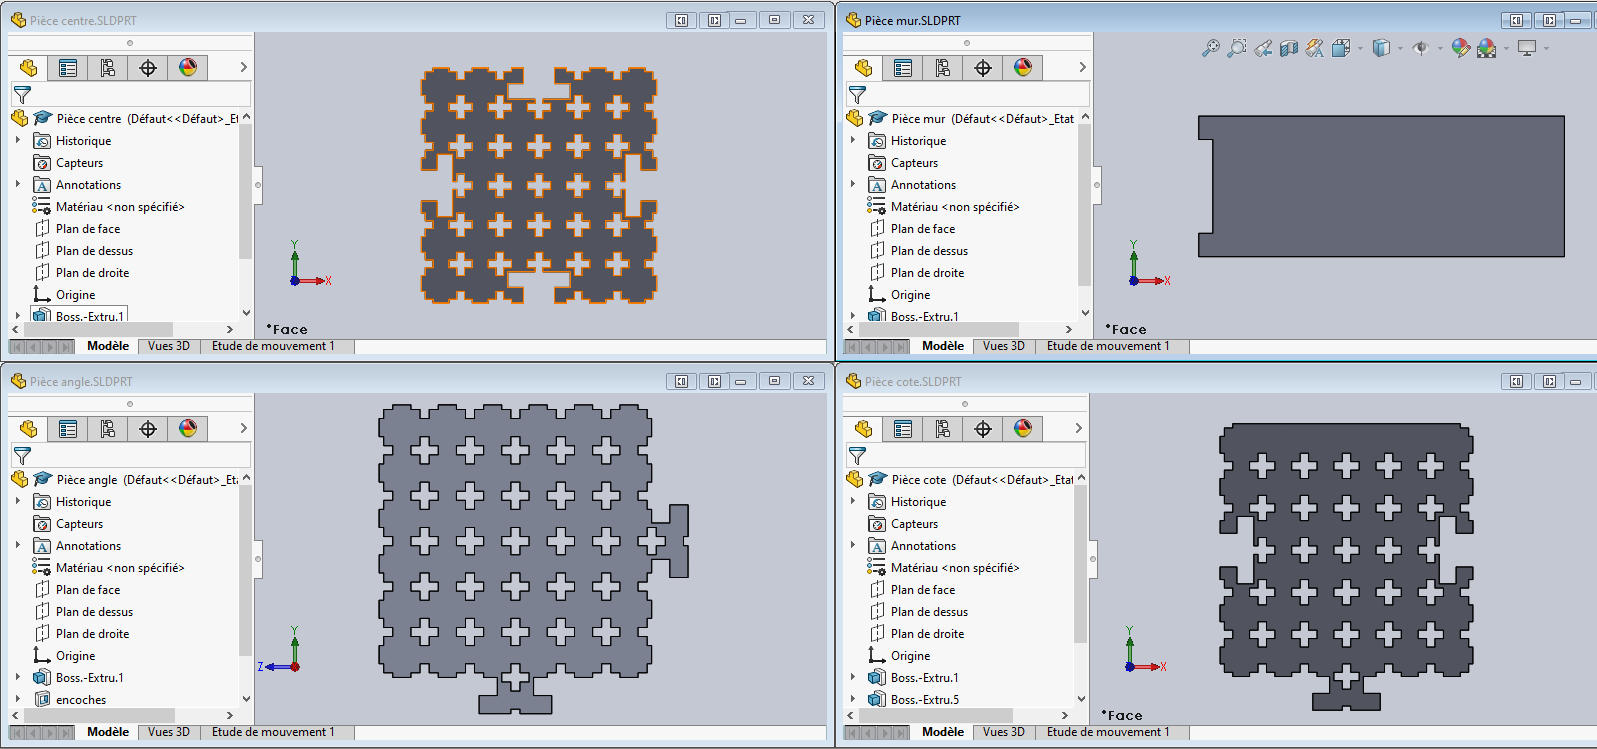 Pièce centre.SLDPRT
Pièce centre (Défaut<<Défaut>_Et
Historique
Capteurs
Annotations
Matériau <non spécifié>
Plan de face
Plan de dessus
Plan de droite
Origine
Boss.-Extru.1
Y
X
*Face
Modèle
Vues 3D
Etude de mouvement 1
Pièce mur.SLDPRT
Pièce mur (Défaut<<Défaut>_Etat
Historique
Capteurs
Annotations
Matériau <non spécifié>
Plan de face
Plan de dessus
Plan de droite
Origine
Boss.-Extru.1
Y
X
*Face
Modèle
Vues 3D
Etude de mouvement 1
Pièce angle.SLDPRT
Pièce angle (Défaut<<Défaut>_Eta
Historique
Capteurs
Annotations
Matériau <non spécifié>
Plan de face
Plan de dessus
Plan de droite
Origine
Boss.-Extru.1
encoches
Y
Z
Modèle
Vues 3D
Etude de mouvement 1
Pièce cote.SLDPRT
Pièce cote (Défaut<<Défaut>_Etat
Historique
Capteurs
Annotations
Matériau <non spécifié>
Plan de face
Plan de dessus
Plan de droite
Origine
Boss.-Extru.1
Boss.-Extru.5
Y
X
*Face
Modèle
Vues 3D
Etude de mouvement 1